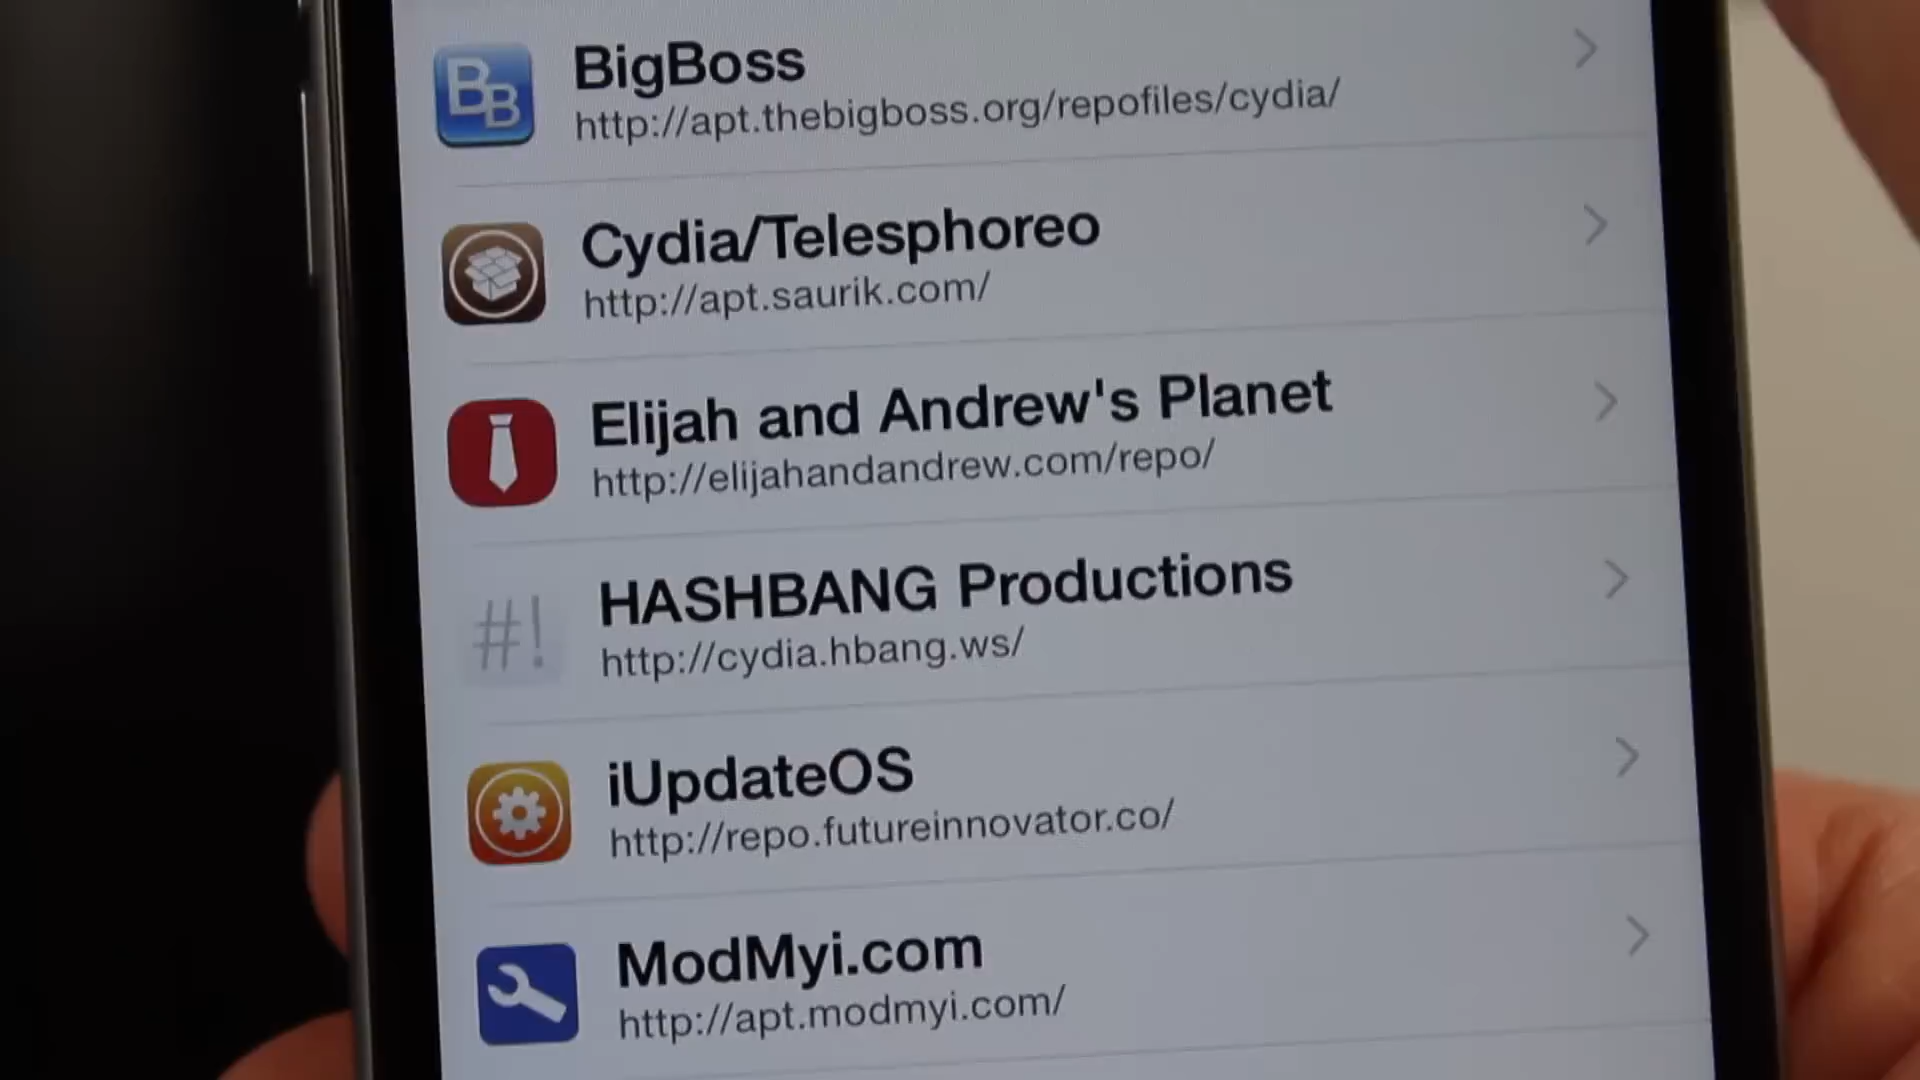 BB
BigBoss
http://apt.thebigboss.org/repofiles/cydia/
Cydia/Telesphoreo
http://apt.saurik.com/
Elijah and Andrew's Planet
http://elijahandandrew.com/repo/
#!
HASHBANG Productions
http://cydia.hbang.ws/
iUpdateOS
http://repo.futureinnovator.co/
ModMyi.com
http://apt.modmyi.com/